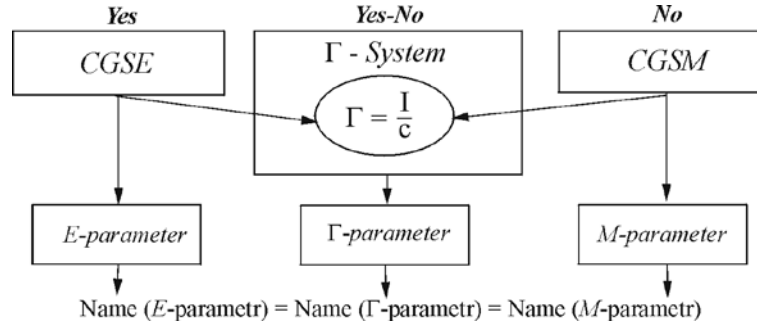 Yes Yes-No No
CGSE Γ - System CGSM
Γ = I/c
E-parameter Γ-parameter M-parameter
Name (E-parametr) = Name (Γ-parametr) = Name (M-parametr)